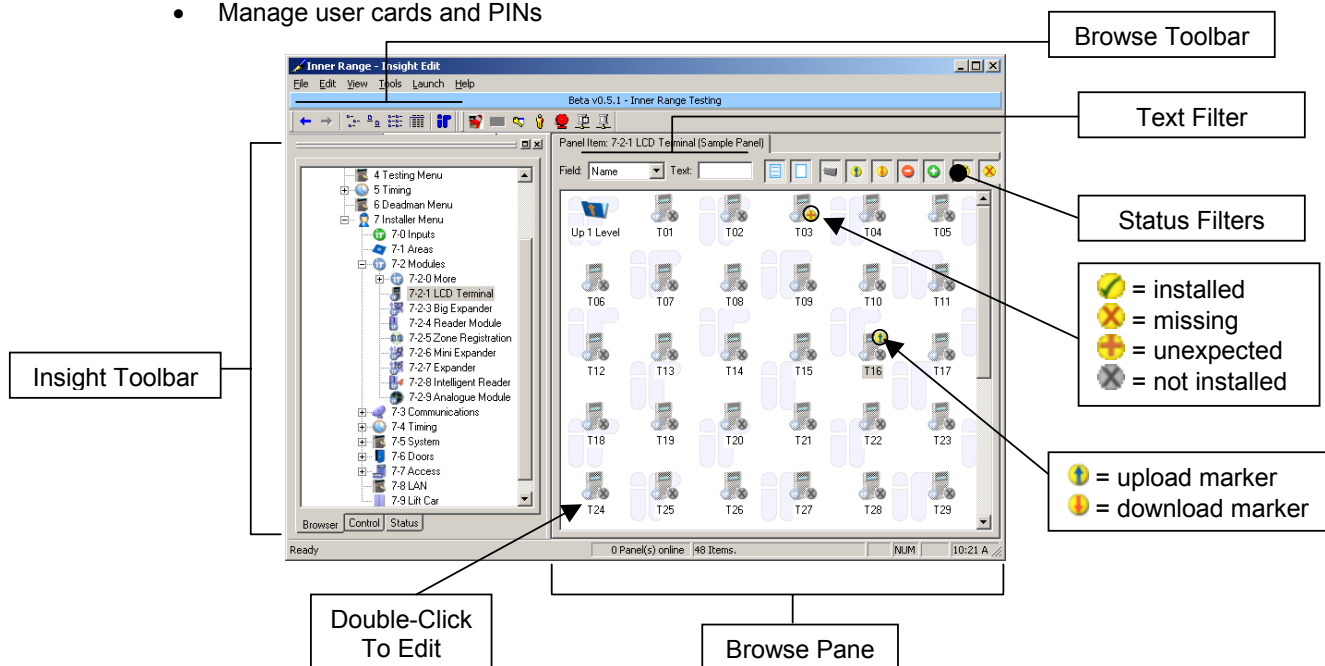 • Manage user cards and PINs
Browse Toolbar
Inner Range - Insight Edit
File Edit View Tools Launch Help
Beta v0.5.1 - Inner Range Testing
Text Filter
Panel Item: 7-2-1 LCD Terminal (Sample Panel)
Field: Name Text:
4 Testing Menu
5 Timing
6 Deadman Menu
7 Installer Menu
7-0 Inputs
7-1 Areas
7-2 Modules
7-2-0 More
7-2-1 LCD Terminal
7-2-3 Big Expander
7-2-4 Reader Module
7-2-5 Zone Registration
7-2-6 Mini Expander
7-2-7 Expander
7-2-8 Intelligent Reader
7-2-9 Analogue Module
7-3 Communications
7-4 Timing
7-5 System
7-6 Doors
7-7 Access
7-8 LAN
7-9 Lift Car
Browser Control Status
Up 1 Level T01 T02 T03 T04 T05
T06 T07 T08 T09 T10 T11
T12 T13 T14 T15 T16 T17
T18 T19 T20 T21 T22 T23
T24 T25 T26 T27 T28 T29
Status Filters
= installed
= missing
= unexpected
= not installed
Insight Toolbar
= upload marker
= download marker
Ready 0 Panel(s) online 48 Items. NUM 10:21 A
Double-Click
To Edit
Browse Pane